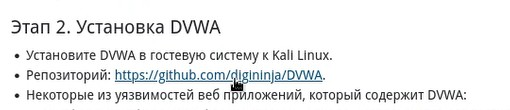 Этап 2. Установка DVWA
• Установите DVWA в гостевую систему к Kali Linux.
• Репозиторий: https://github.com/digininja/DVWA.
• Некоторые из уязвимостей веб приложений, который содержит DVWA: